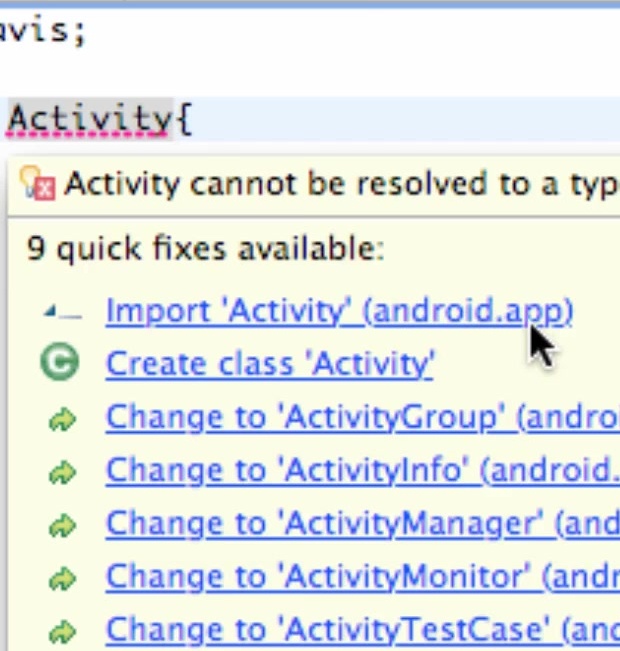 avis;
Activity{
Activity cannot be resolved to a typ
9 quick fixes available:
Import 'Activity' (android.app)
C Create class 'Activity'
Change to 'ActivityGroup' (androi
Change to 'ActivityInfo' (android.
Change to 'ActivityManager' (and
Change to 'ActivityMonitor' (andr
Change to 'ActivityTestCase' (and